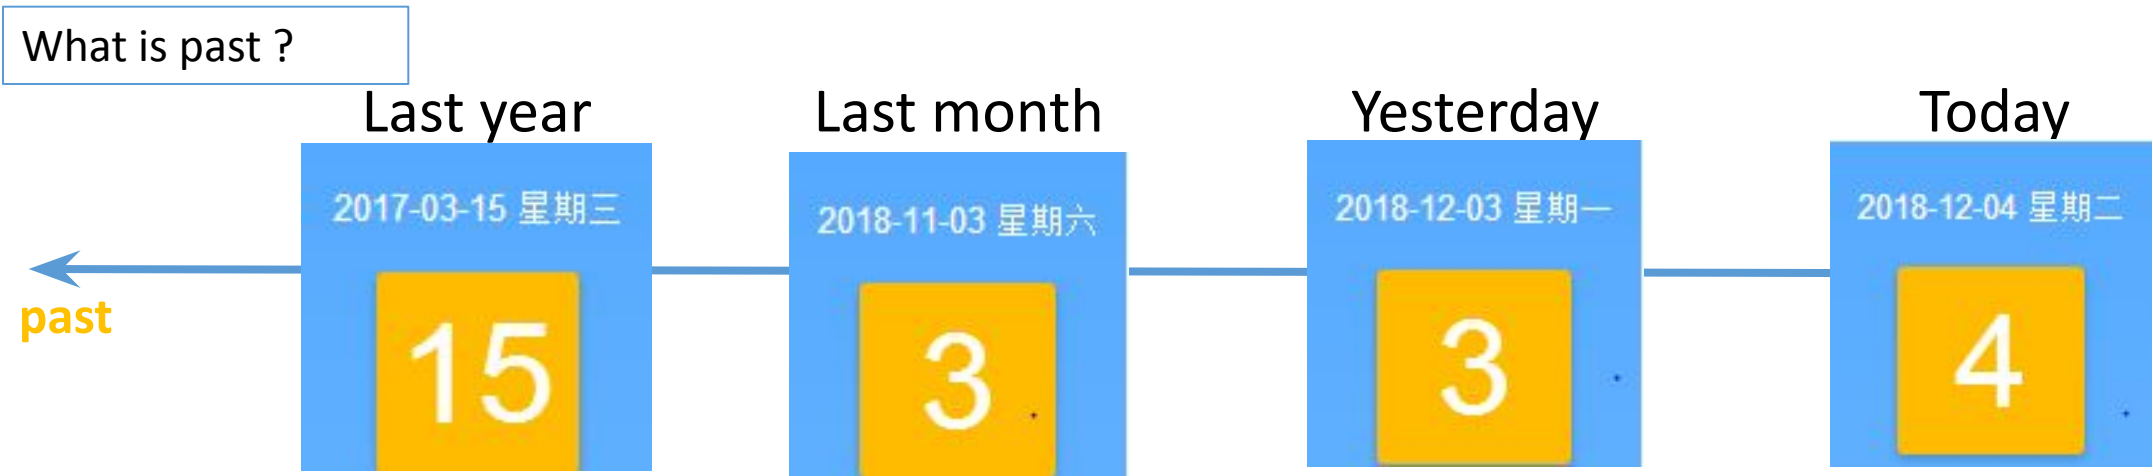 What is past ?
Last year
Last month
Yesterday
Today
2017-03-15 星期三
2018-11-03 星期六
2018-12-03 星期一
2018-12-04 星期二
past
15
3
3
4